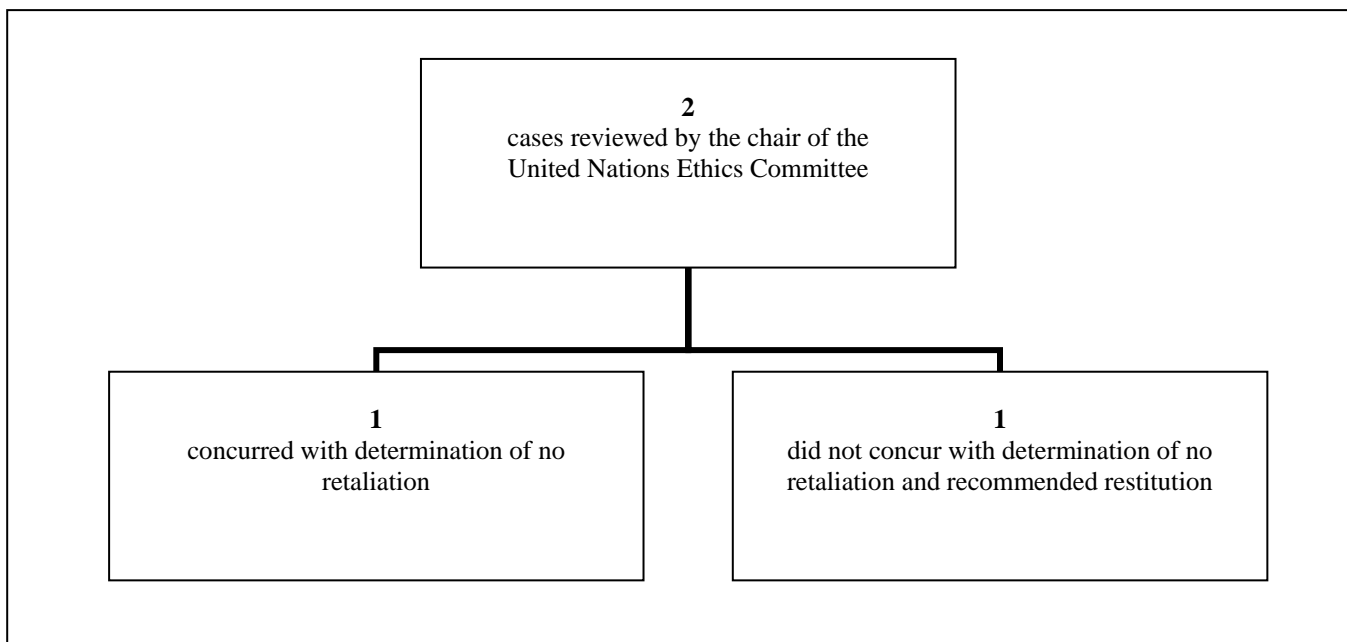 2
cases reviewed by the chair of the
United Nations Ethics Committee
1
concurred with determination of no
retaliation
1
did not concur with determination of no
retaliation and recommended restitution